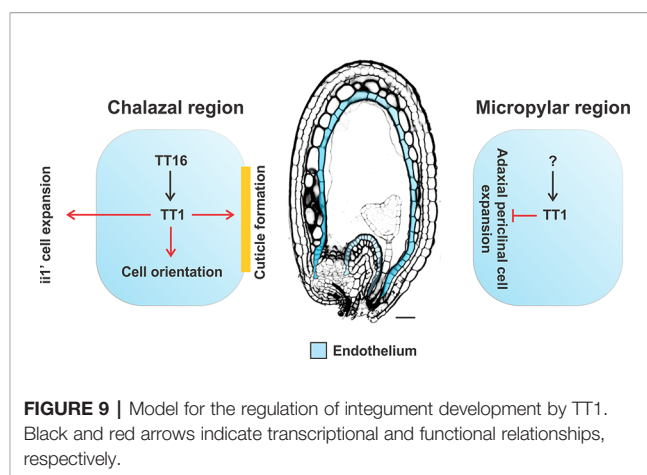 Chalazal region
Micropylar region
ii1' cell expansion
TT16
TT1
Cell orientation
Cuticle formation
Adaxial periclinal cell
expansion
?
TT1
Endothelium
FIGURE 9 | Model for the regulation of integument development by TT1.
Black and red arrows indicate transcriptional and functional relationships,
respectively.